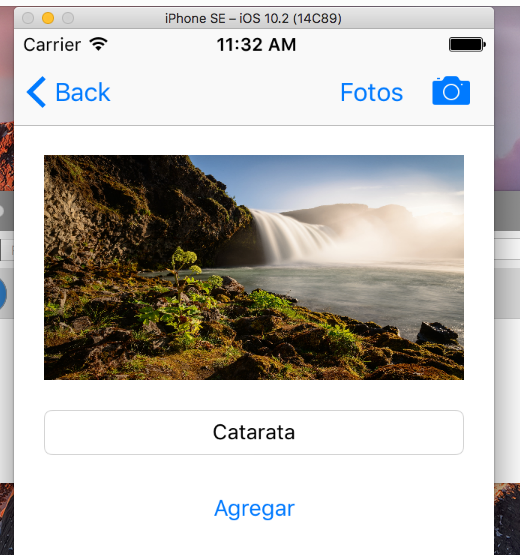 iPhone SE – iOS 10.2 (14C89)
Carrier 11:32 AM
Back Fotos
Catarata
Agregar